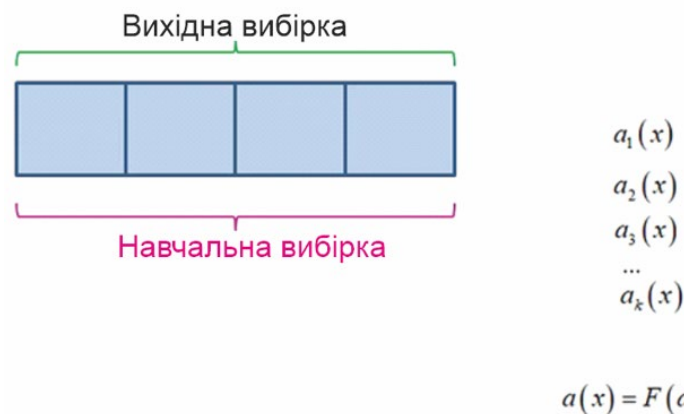 Вихідна вибірка
Навчальна вибірка
a₁(x)
a₂(x)
a₃(x)
...
aₖ(x)
a(x) = F(